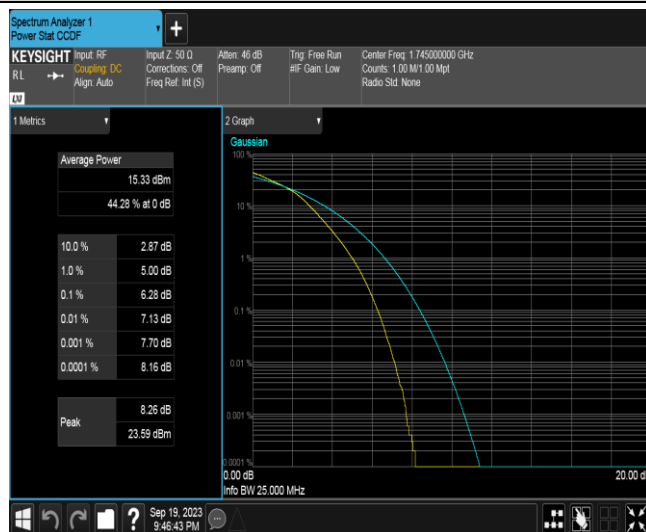 Spectrum Analyzer 1
Power Stat CCDF
+
KEYSIGHT
RL
LXI
Input: RF
Coupling: DC
Align: Auto
Input Z: 50 Ω
Corrections: Off
Freq Ref: Int (S)
Atten: 46 dB
Preamp: Off
Trig: Free Run
#IF Gain: Low
Center Freq: 1.745000000 GHz
Counts: 1.00 M/1.00 Mpt
Radio Std: None
1 Metrics
Average Power
15.33 dBm
44.28 % at 0 dB
10.0 % 2.87 dB
1.0 % 5.00 dB
0.1 % 6.28 dB
0.01 % 7.13 dB
0.001 % 7.70 dB
0.0001 % 8.16 dB
Peak
8.26 dB
23.59 dBm
2 Graph
Gaussian
100 %
10 %
1 %
0.1 %
0.01 %
0.001 %
0.0001 %
0.00 dB
20.00 d
Info BW 25.000 MHz
?
Sep 19, 2023
9:46:43 PM